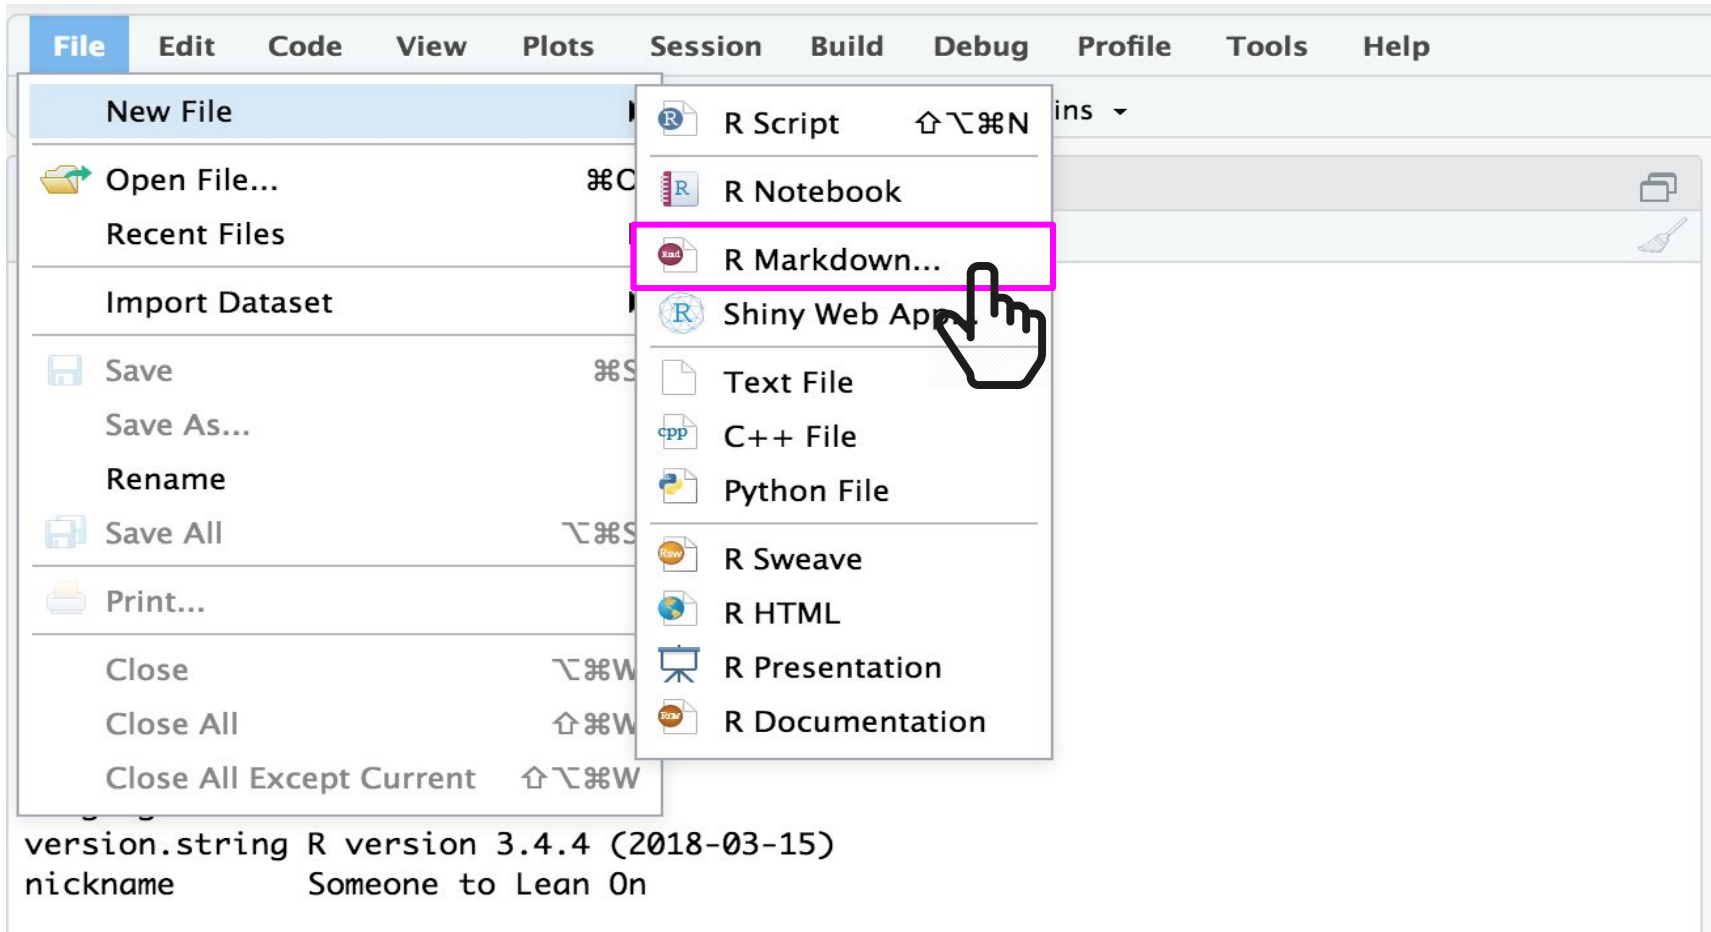 File Edit Code View Plots Session Build Debug Profile Tools Help
New File
Open File... ⌘O
Recent Files
Import Dataset
Save ⌘S
Save As...
Rename
Save All ⌥⌘S
Print...
Close ⌥⌘W
Close All ⇧⌘W
Close All Except Current ⇧⌥⌘W
ins
R Script ⇧⌥⌘N
R Notebook
R Markdown...
Shiny Web App...
Text File
C++ File
Python File
R Sweave
R HTML
R Presentation
R Documentation
R
R
Rmd
R
cpp
Rsw
version.string R version 3.4.4 (2018-03-15)
nickname Someone to Lean On